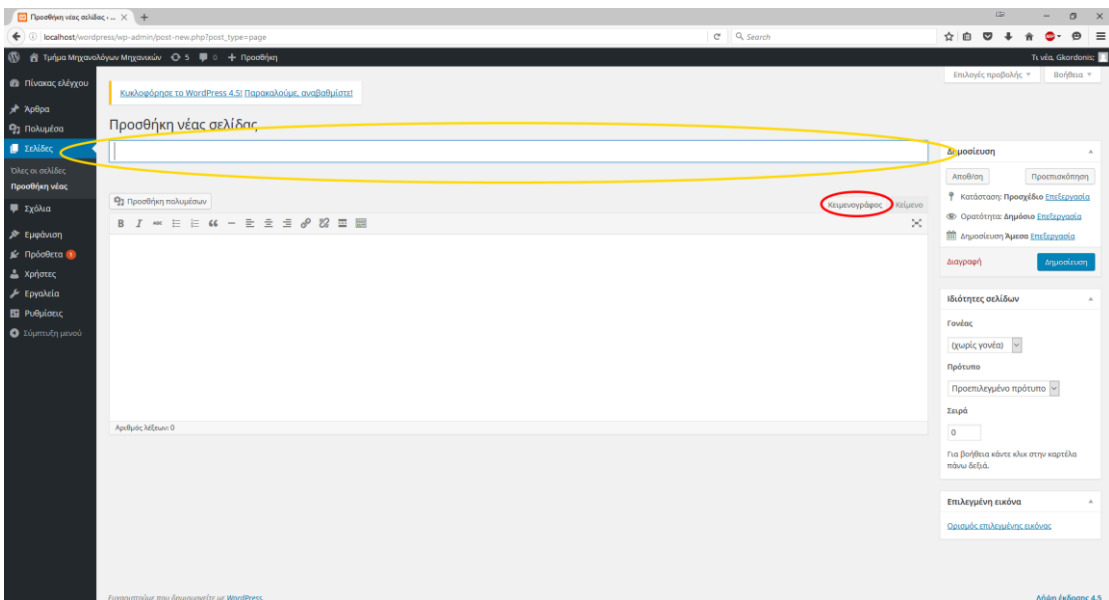 Προσθήκη νέας σελίδας ‹ ...
localhost/wordpress/wp-admin/post-new.php?post_type=page
Search
Τμήμα Μηχανολόγων Μηχανικών 5 0 + Προσθήκη
Τι νέα, Gkordonis;
Πίνακας ελέγχου
Άρθρα
Πολυμέσα
Σελίδες
Όλες οι σελίδες
Προσθήκη νέας
Σχόλια
Εμφάνιση
Πρόσθετα 1
Χρήστες
Εργαλεία
Ρυθμίσεις
Σύμπτυξη μενού
Επιλογές προβολής
Βοήθεια
Κυκλοφόρησε το WordPress 4.5! Παρακαλούμε, αναβαθμίστε!
Προσθήκη νέας σελίδας
Προσθήκη πολυμέσων
Κειμενογράφος
Κείμενο
B I ABC
Αριθμός λέξεων: 0
Δημοσίευση
Αποθ/ση
Προεπισκόπηση
Κατάσταση: Προσχέδιο Επεξεργασία
Ορατότητα: Δημόσιο Επεξεργασία
Δημοσίευση Άμεσα Επεξεργασία
Διαγραφή
Δημοσίευση
Ιδιότητες σελίδων
Γονέας
(χωρίς γονέα)
Πρότυπο
Προεπιλεγμένο πρότυπο
Σειρά
0
Για βοήθεια κάντε κλικ στην καρτέλα
πάνω δεξιά.
Επιλεγμένη εικόνα
Ορισμός επιλεγμένης εικόνας
Ευχαριστούμε που δημιουργείτε με WordPress.
Λήψη έκδοσης 4.5